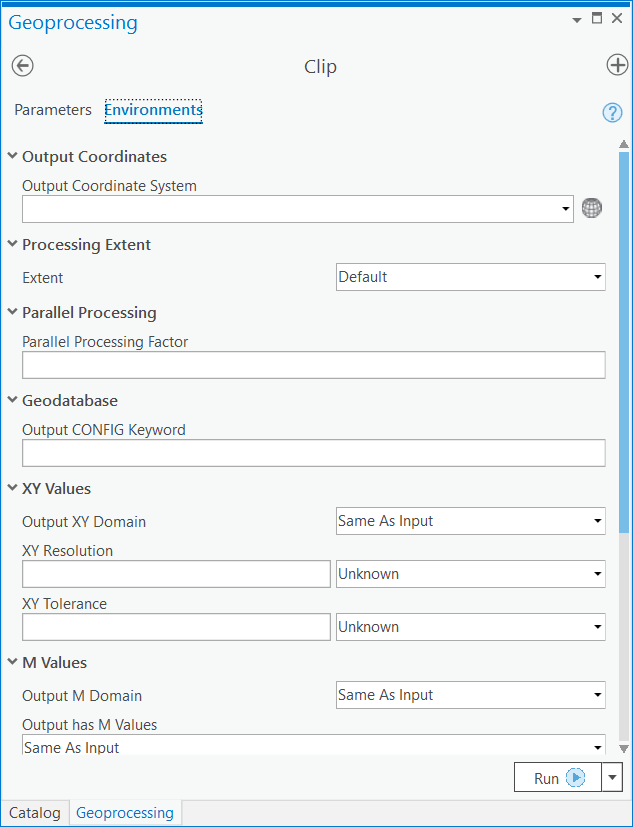 Geoprocessing
Clip
Parameters Environments
?
Output Coordinates
Output Coordinate System
Processing Extent
Extent Default
Parallel Processing
Parallel Processing Factor
Geodatabase
Output CONFIG Keyword
XY Values
Output XY Domain Same As Input
XY Resolution
Unknown
XY Tolerance
Unknown
M Values
Output M Domain Same As Input
Output has M Values
Same As Input
Run
Catalog Geoprocessing